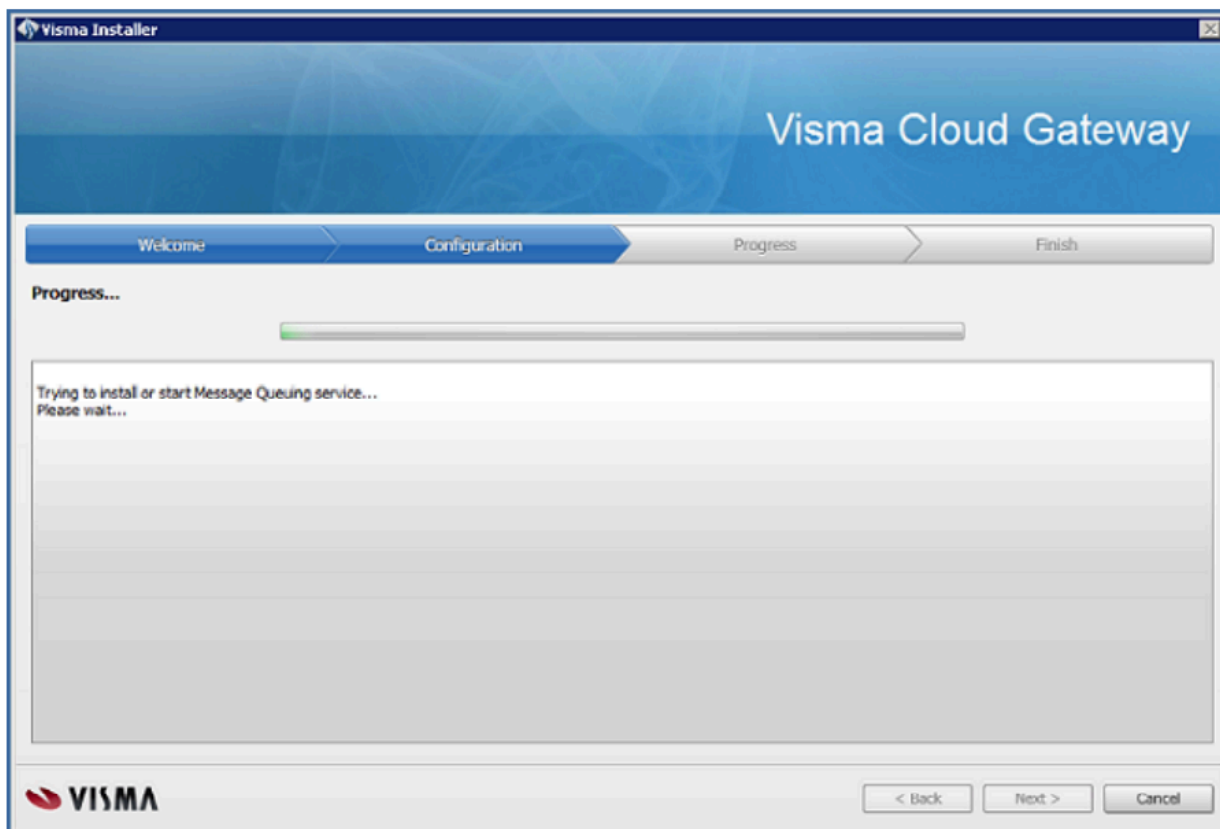 Visma Installer
Visma Cloud Gateway
Welcome
Configuration
Progress
Finish
Progress...
Trying to install or start Message Queuing service...
Please wait...
VISMA
< Back
Next >
Cancel